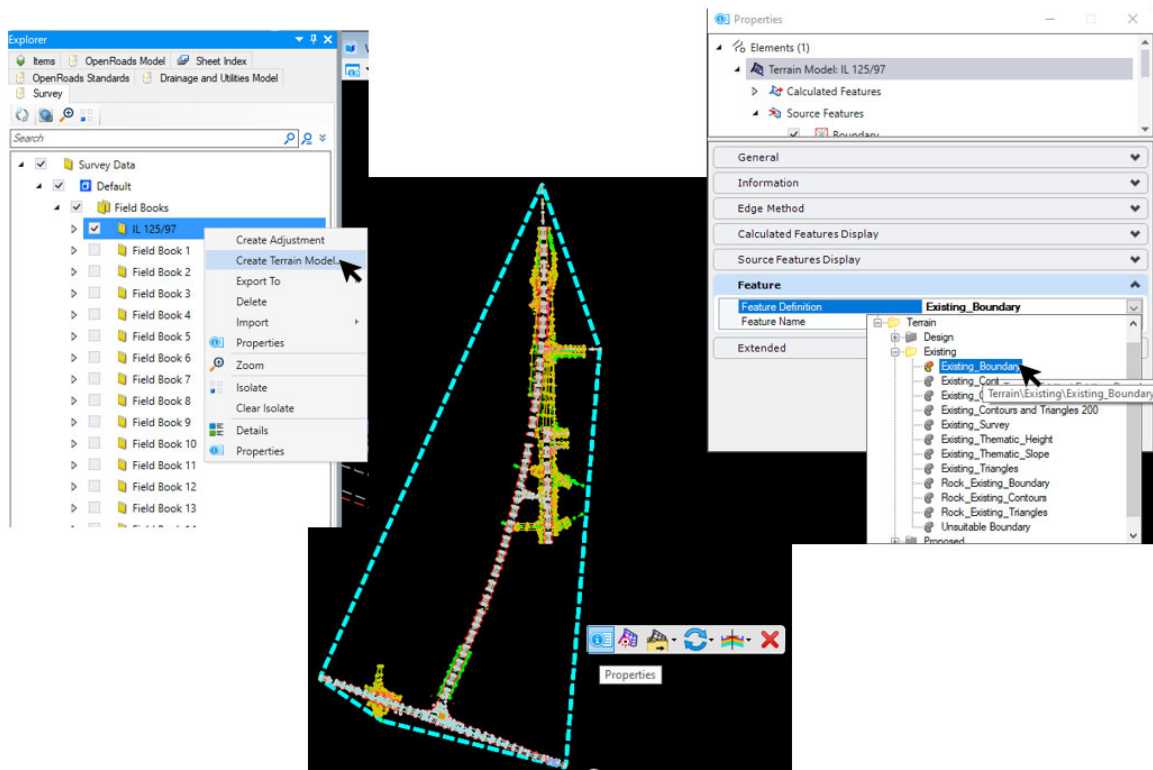 Explorer
Items OpenRoads Model Sheet Index
OpenRoads Standards Drainage and Utilities Model
Survey
Search
Survey Data
Default
Field Books
IL 125/97
Field Book 1
Field Book 2
Field Book 3
Field Book 4
Field Book 5
Field Book 6
Field Book 7
Field Book 8
Field Book 9
Field Book 10
Field Book 11
Field Book 12
Field Book 13
Create Adjustment
Create Terrain Model...
Export To
Delete
Import
Properties
Zoom
Isolate
Clear Isolate
Details
Properties
Properties
Properties
Elements (1)
Terrain Model: IL 125/97
Calculated Features
Source Features
Boundary
General
Information
Edge Method
Calculated Features Display
Source Features Display
Feature
Feature Definition Existing_Boundary
Feature Name
Extended
Terrain
Design
Existing
Existing_Boundary
Terrain\Existing\Existing_Boundary
Existing_Contours and Triangles 200
Existing_Survey
Existing_Thematic_Height
Existing_Thematic_Slope
Existing_Triangles
Rock_Existing_Boundary
Rock_Existing_Contours
Rock_Existing_Triangles
Unsuitable Boundary
Proposed